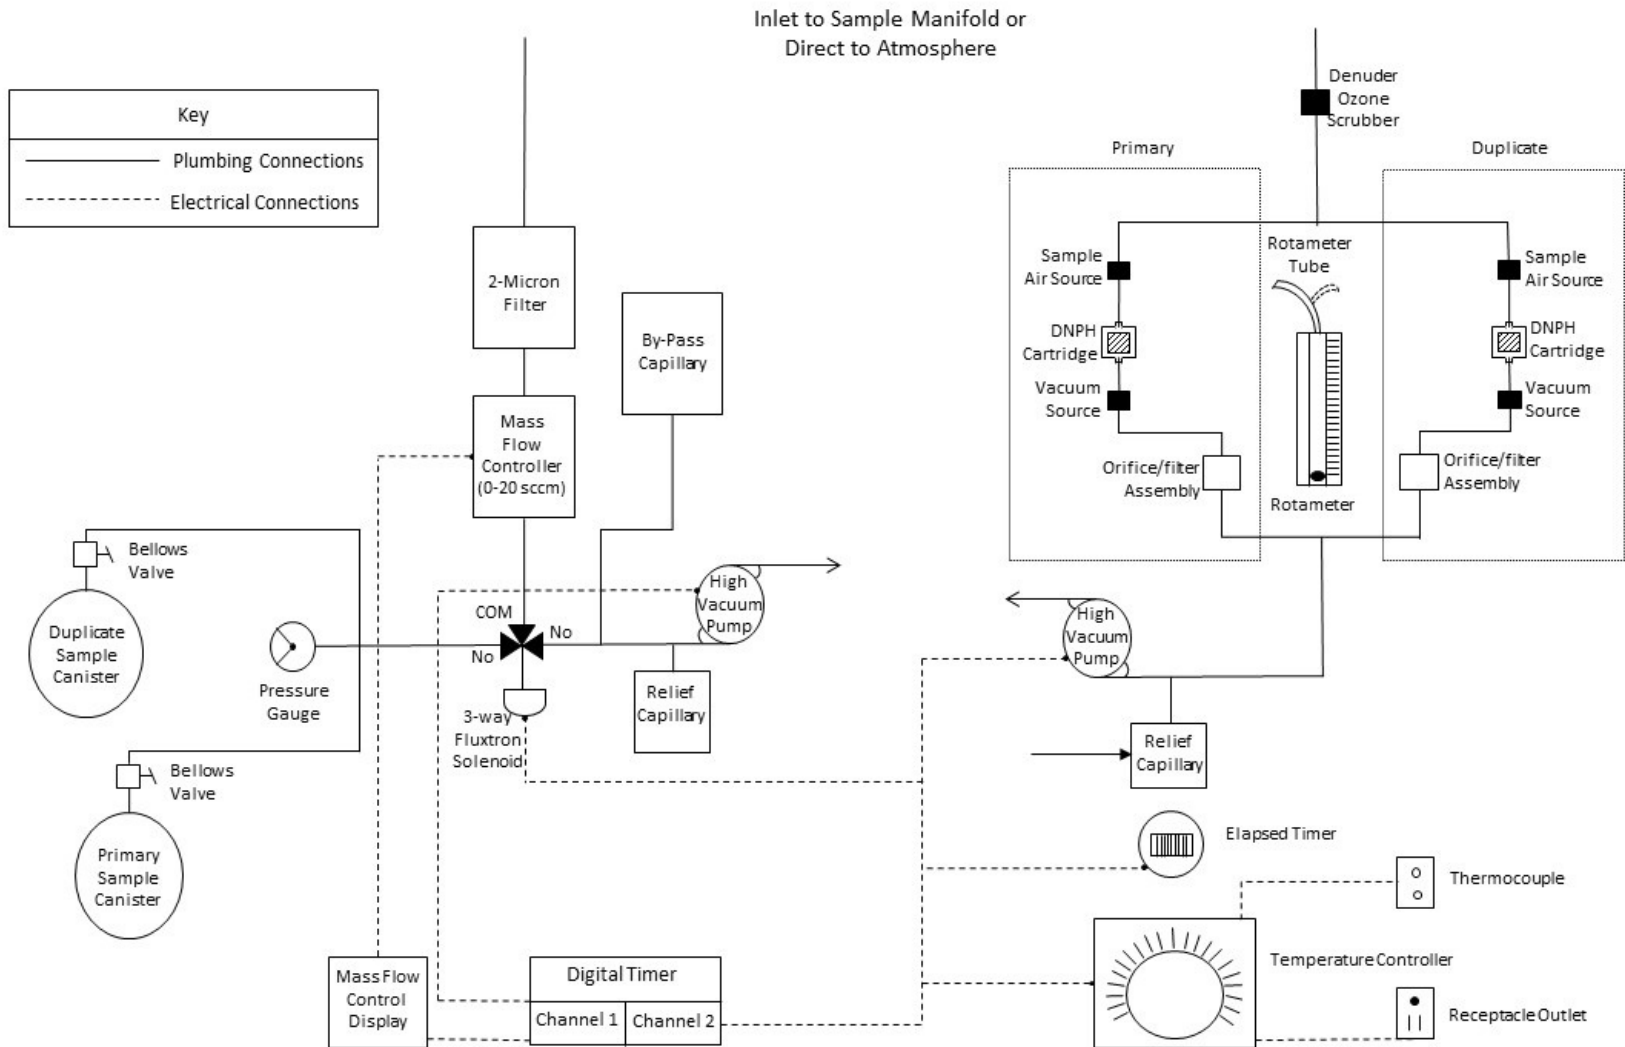 Inlet to Sample Manifold or
Direct to Atmosphere
Key
Plumbing Connections
Electrical Connections
2-Micron
Filter
By-Pass
Capillary
Mass
Flow
Controller
(0-20 sccm)
Bellows
Valve
Duplicate
Sample
Canister
Pressure
Gauge
COM
No
No
High
Vacuum
Pump
3-way
Fluxtron
Solenoid
Relief
Capillary
Bellows
Valve
Primary
Sample
Canister
Mass Flow
Control
Display
Digital Timer
Channel 1
Channel 2
Denuder
Ozone
Scrubber
Primary
Duplicate
Sample
Air Source
DNPH
Cartridge
Vacuum
Source
Orifice/filter
Assembly
Rotameter
Tube
Rotameter
Sample
Air Source
DNPH
Cartridge
Vacuum
Source
Orifice/filter
Assembly
High
Vacuum
Pump
Relief
Capillary
Elapsed Timer
Thermocouple
Temperature Controller
Receptacle Outlet